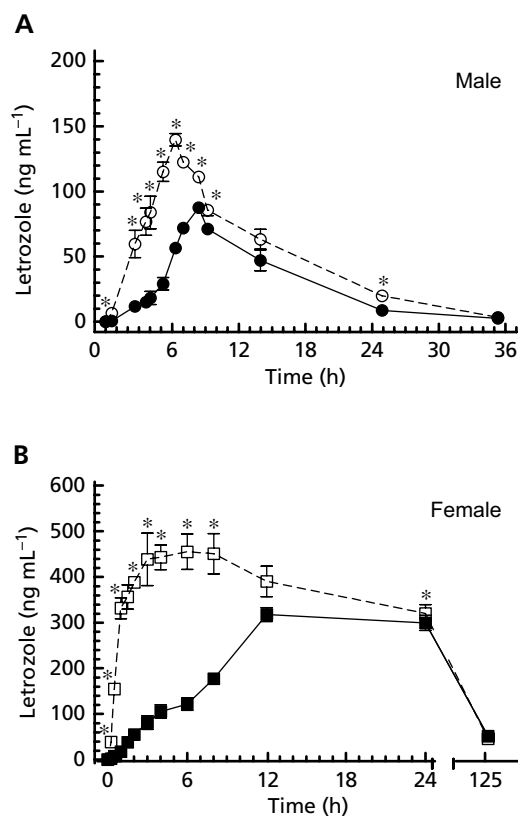 A
200
Male
150
100
50
0
Letrozole (ng mL−1)
* * * * * * * * * *
0 6 12 18 24 30 36
Time (h)
B
600
Female
500
400
300
200
100
0
Letrozole (ng mL−1)
* * * * * * * * *
0 6 12 18 24 125
Time (h)